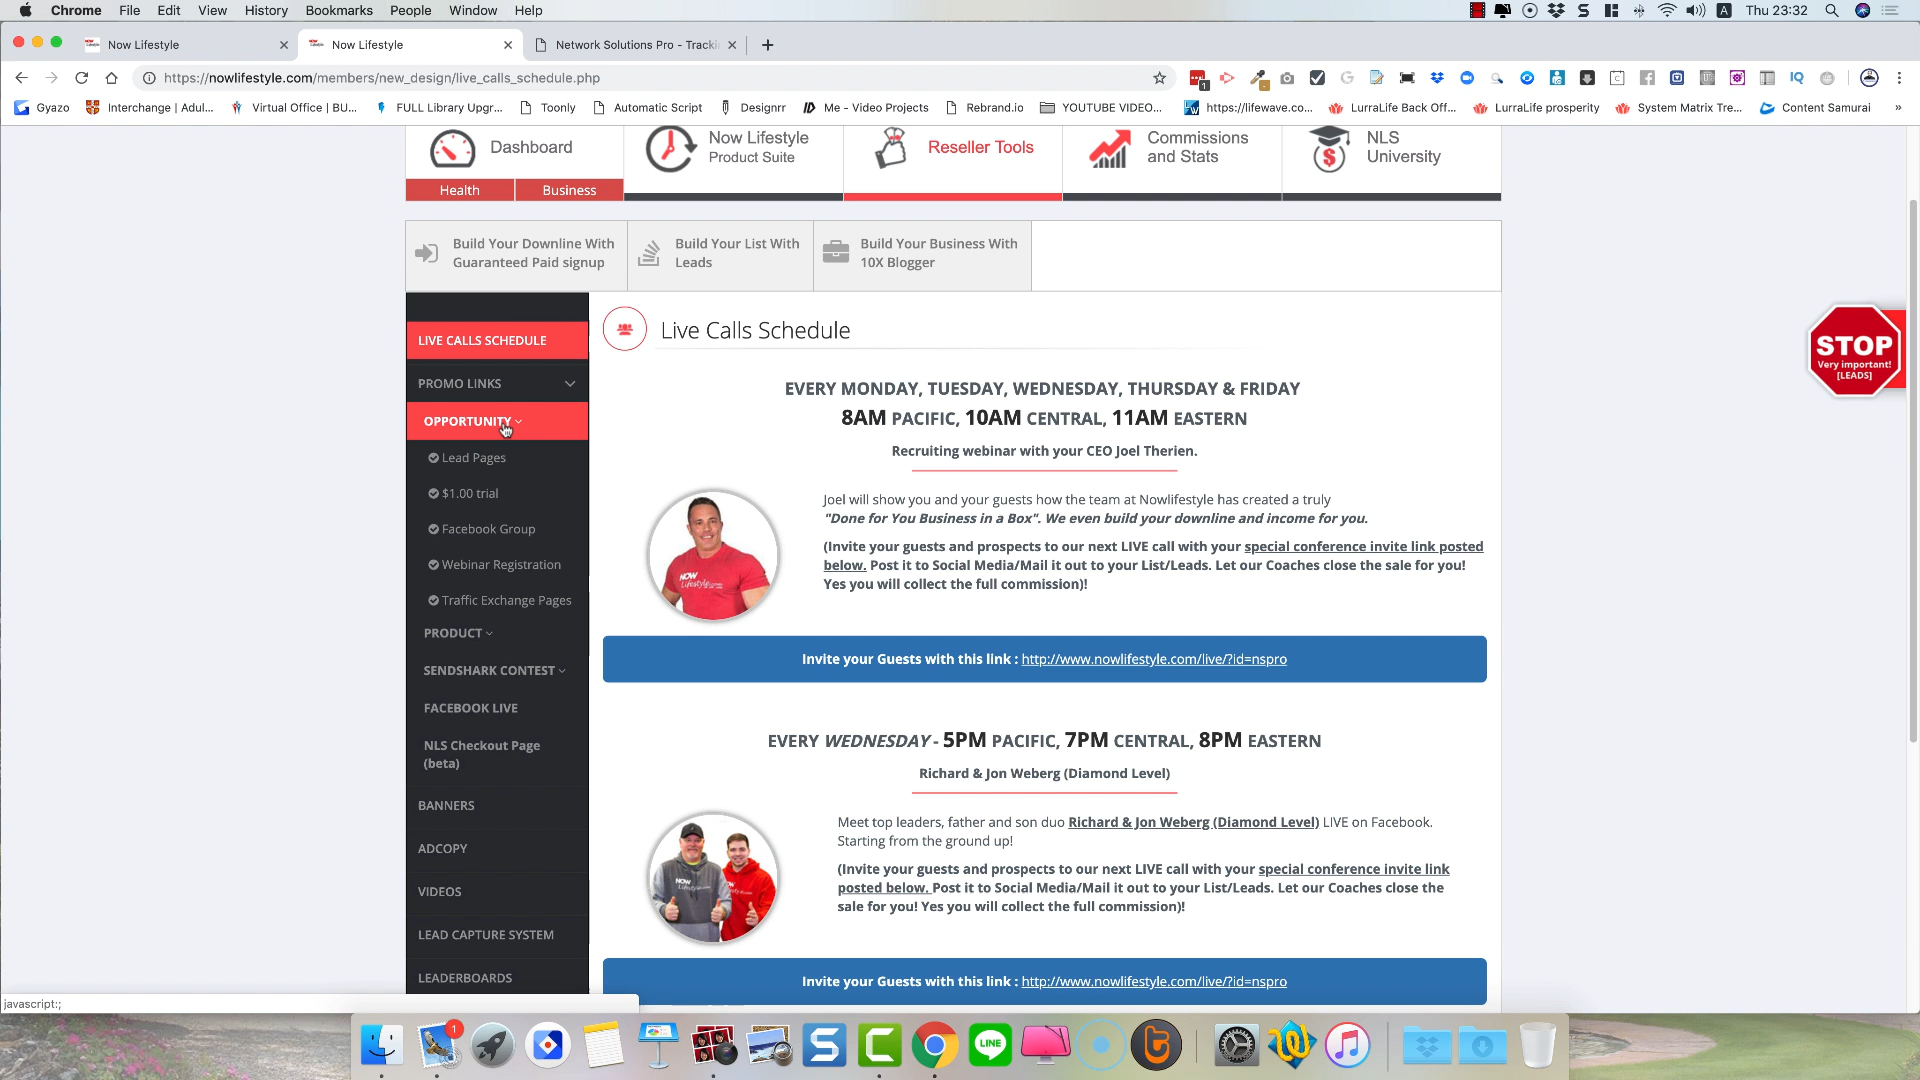 Chrome File Edit View History Bookmarks People Window Help
Thu 23:32
Now Lifestyle
Now Lifestyle
Network Solutions Pro - Tracki
https://nowlifestyle.com/members/new_design/live_calls_schedule.php
Gyazo
Interchange | Adul...
Virtual Office | BU...
FULL Library Upgr...
Toonly
Automatic Script
Designrr
Me - Video Projects
Rebrand.io
YOUTUBE VIDEO...
https://lifewave.co...
LurraLife Back Off...
LurraLife prosperity
System Matrix Tre...
Content Samurai
Dashboard
Health
Business
Now Lifestyle
Product Suite
Reseller Tools
Commissions
and Stats
NLS
University
Build Your Downline With
Guaranteed Paid signup
Build Your List With
Leads
Build Your Business With
10X Blogger
LIVE CALLS SCHEDULE
PROMO LINKS
OPPORTUNITY
Lead Pages
$1.00 trial
Facebook Group
Webinar Registration
Traffic Exchange Pages
PRODUCT
SENDSHARK CONTEST
FACEBOOK LIVE
NLS Checkout Page
(beta)
BANNERS
ADCOPY
VIDEOS
LEAD CAPTURE SYSTEM
LEADERBOARDS
Live Calls Schedule
EVERY MONDAY, TUESDAY, WEDNESDAY, THURSDAY & FRIDAY
8AM PACIFIC, 10AM CENTRAL, 11AM EASTERN
Recruiting webinar with your CEO Joel Therien.
Joel will show you and your guests how the team at Nowlifestyle has created a truly
"Done for You Business in a Box". We even build your downline and income for you.
(Invite your guests and prospects to our next LIVE call with your special conference invite link posted
below. Post it to Social Media/Mail it out to your List/Leads. Let our Coaches close the sale for you!
Yes you will collect the full commission)!
NOW
Lifestyle
Invite your Guests with this link : http://www.nowlifestyle.com/live/?id=nspro
EVERY WEDNESDAY - 5PM PACIFIC, 7PM CENTRAL, 8PM EASTERN
Richard & Jon Weberg (Diamond Level)
Meet top leaders, father and son duo Richard & Jon Weberg (Diamond Level) LIVE on Facebook.
Starting from the ground up!
(Invite your guests and prospects to our next LIVE call with your special conference invite link
posted below. Post it to Social Media/Mail it out to your List/Leads. Let our Coaches close the
sale for you! Yes you will collect the full commission)!
Invite your Guests with this link : http://www.nowlifestyle.com/live/?id=nspro
STOP
Very important!
[LEADS]
javascript:;
1
LINE